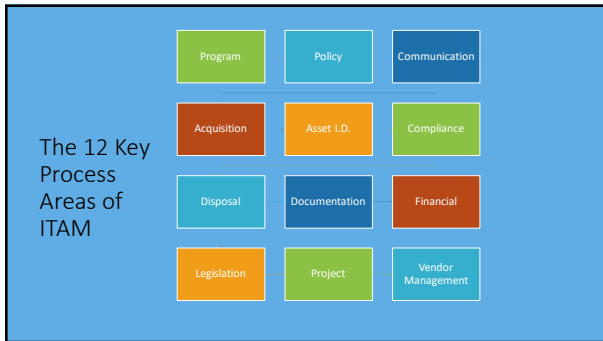 The 12 Key
Process
Areas of
ITAM
Program
Policy
Communication
Acquisition
Asset I.D.
Compliance
Disposal
Documentation
Financial
Legislation
Project
Vendor
Management